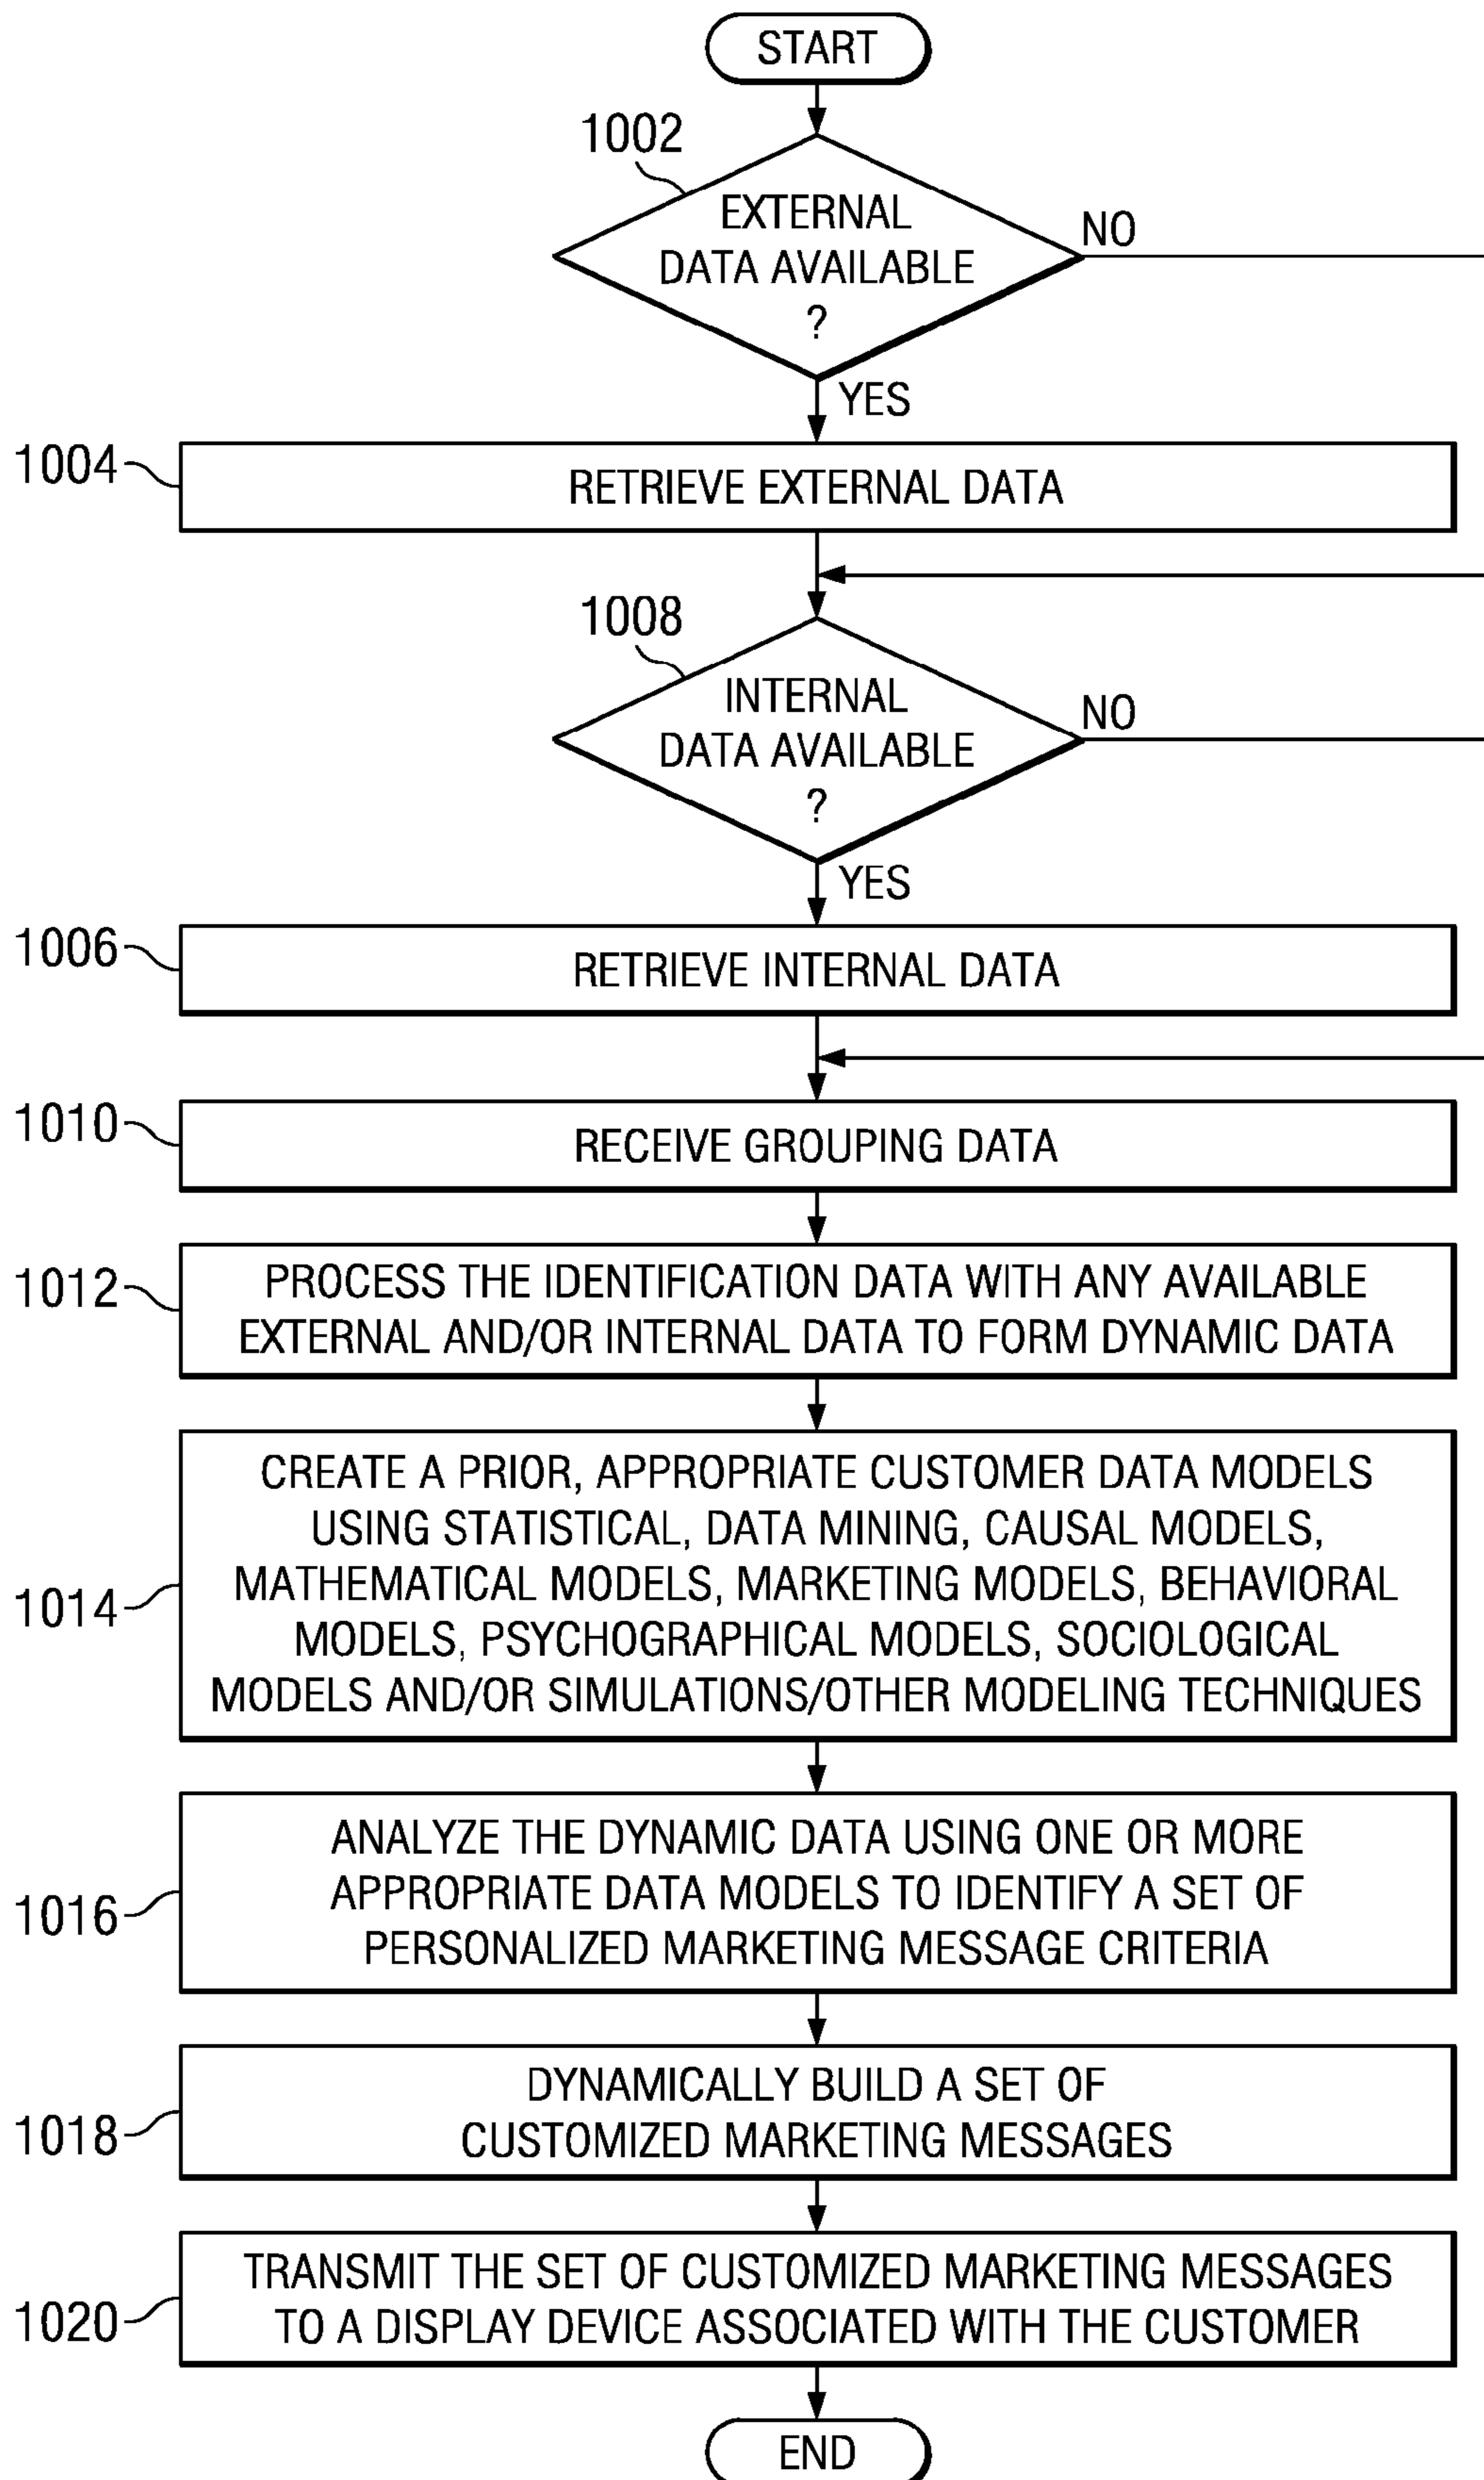 START
1002
EXTERNAL
DATA AVAILABLE
?
NO
YES
1004
RETRIEVE EXTERNAL DATA
1008
INTERNAL
DATA AVAILABLE
?
NO
YES
1006
RETRIEVE INTERNAL DATA
1010
RECEIVE GROUPING DATA
1012
PROCESS THE IDENTIFICATION DATA WITH ANY AVAILABLE
EXTERNAL AND/OR INTERNAL DATA TO FORM DYNAMIC DATA
1014
CREATE A PRIOR, APPROPRIATE CUSTOMER DATA MODELS
USING STATISTICAL, DATA MINING, CAUSAL MODELS,
MATHEMATICAL MODELS, MARKETING MODELS, BEHAVIORAL
MODELS, PSYCHOGRAPHICAL MODELS, SOCIOLOGICAL
MODELS AND/OR SIMULATIONS/OTHER MODELING TECHNIQUES
1016
ANALYZE THE DYNAMIC DATA USING ONE OR MORE
APPROPRIATE DATA MODELS TO IDENTIFY A SET OF
PERSONALIZED MARKETING MESSAGE CRITERIA
1018
DYNAMICALLY BUILD A SET OF
CUSTOMIZED MARKETING MESSAGES
1020
TRANSMIT THE SET OF CUSTOMIZED MARKETING MESSAGES
TO A DISPLAY DEVICE ASSOCIATED WITH THE CUSTOMER
END